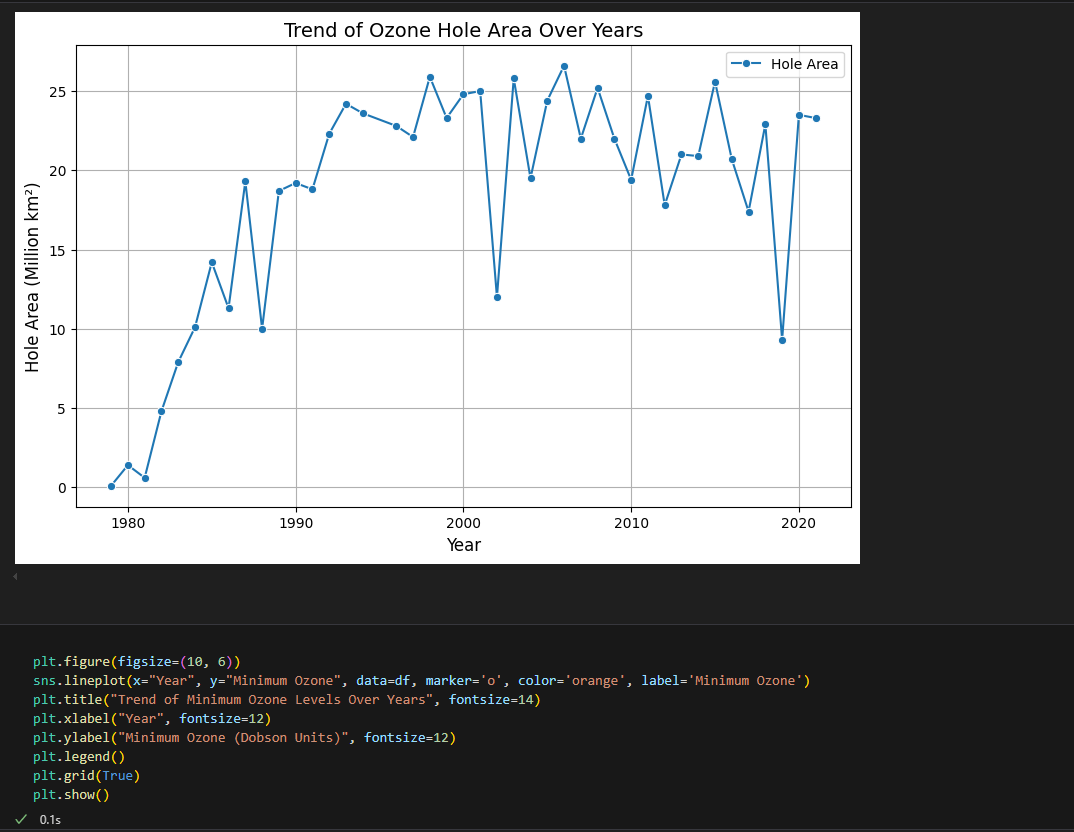 Trend of Ozone Hole Area Over Years
Hole Area
25
20
15
10
5
0
Hole Area (Million km²)
1980 1990 2000 2010 2020
Year
plt.figure(figsize=(10, 6))
sns.lineplot(x="Year", y="Minimum Ozone", data=df, marker='o', color='orange', label='Minimum Ozone')
plt.title("Trend of Minimum Ozone Levels Over Years", fontsize=14)
plt.xlabel("Year", fontsize=12)
plt.ylabel("Minimum Ozone (Dobson Units)", fontsize=12)
plt.legend()
plt.grid(True)
plt.show()
0.1s